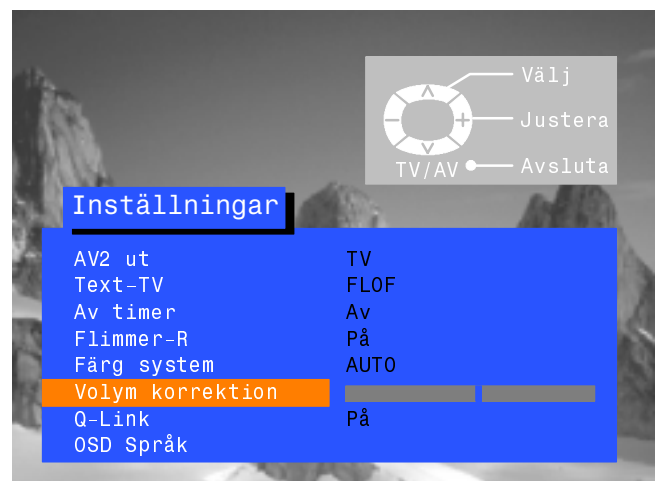 Välj
Justera
TV/AV Avsluta
Inställningar
AV2 ut TV
Text-TV FLOF
Av timer Av
Flimmer-R På
Färg system AUTO
Volym korrektion
Q-Link På
OSD Språk